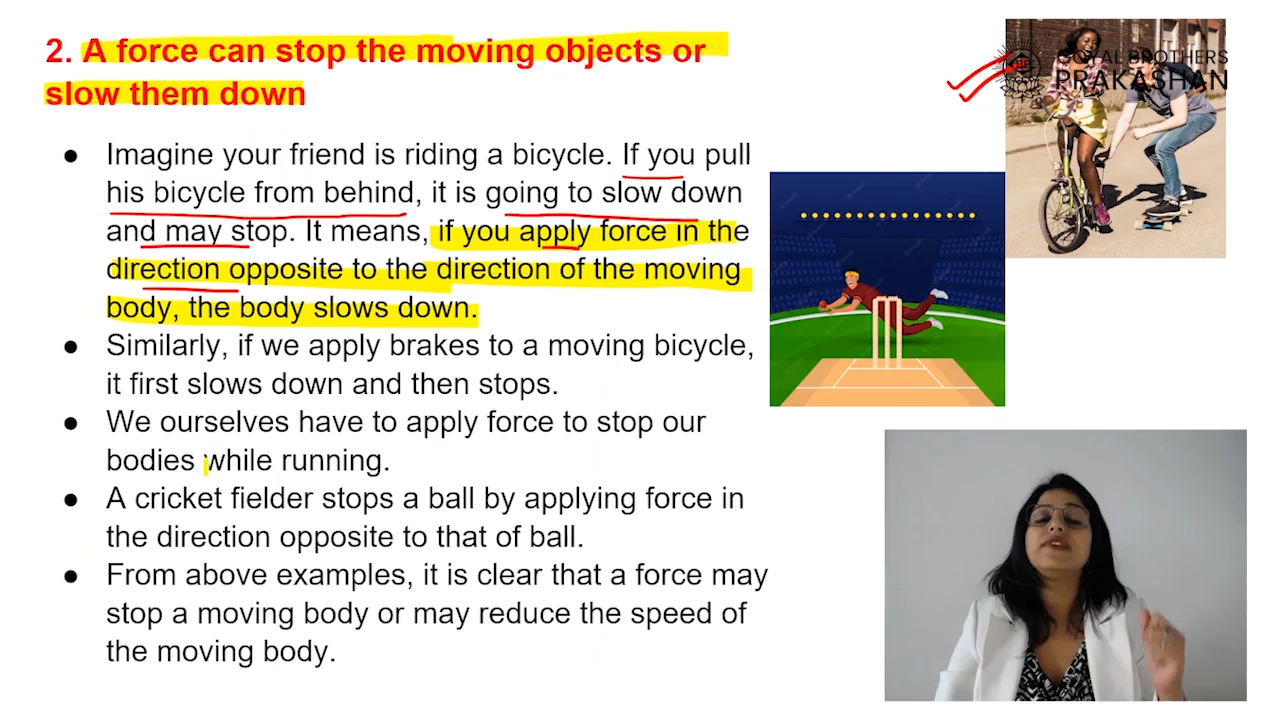 2. A force can stop the moving objects or
slow them down
● Imagine your friend is riding a bicycle. If you pull
his bicycle from behind, it is going to slow down
and may stop. It means, if you apply force in the
direction opposite to the direction of the moving
body, the body slows down.
● Similarly, if we apply brakes to a moving bicycle,
it first slows down and then stops.
● We ourselves have to apply force to stop our
bodies while running.
● A cricket fielder stops a ball by applying force in
the direction opposite to that of ball.
● From above examples, it is clear that a force may
stop a moving body or may reduce the speed of
the moving body.
GOYAL BROTHERS
PRAKASHAN